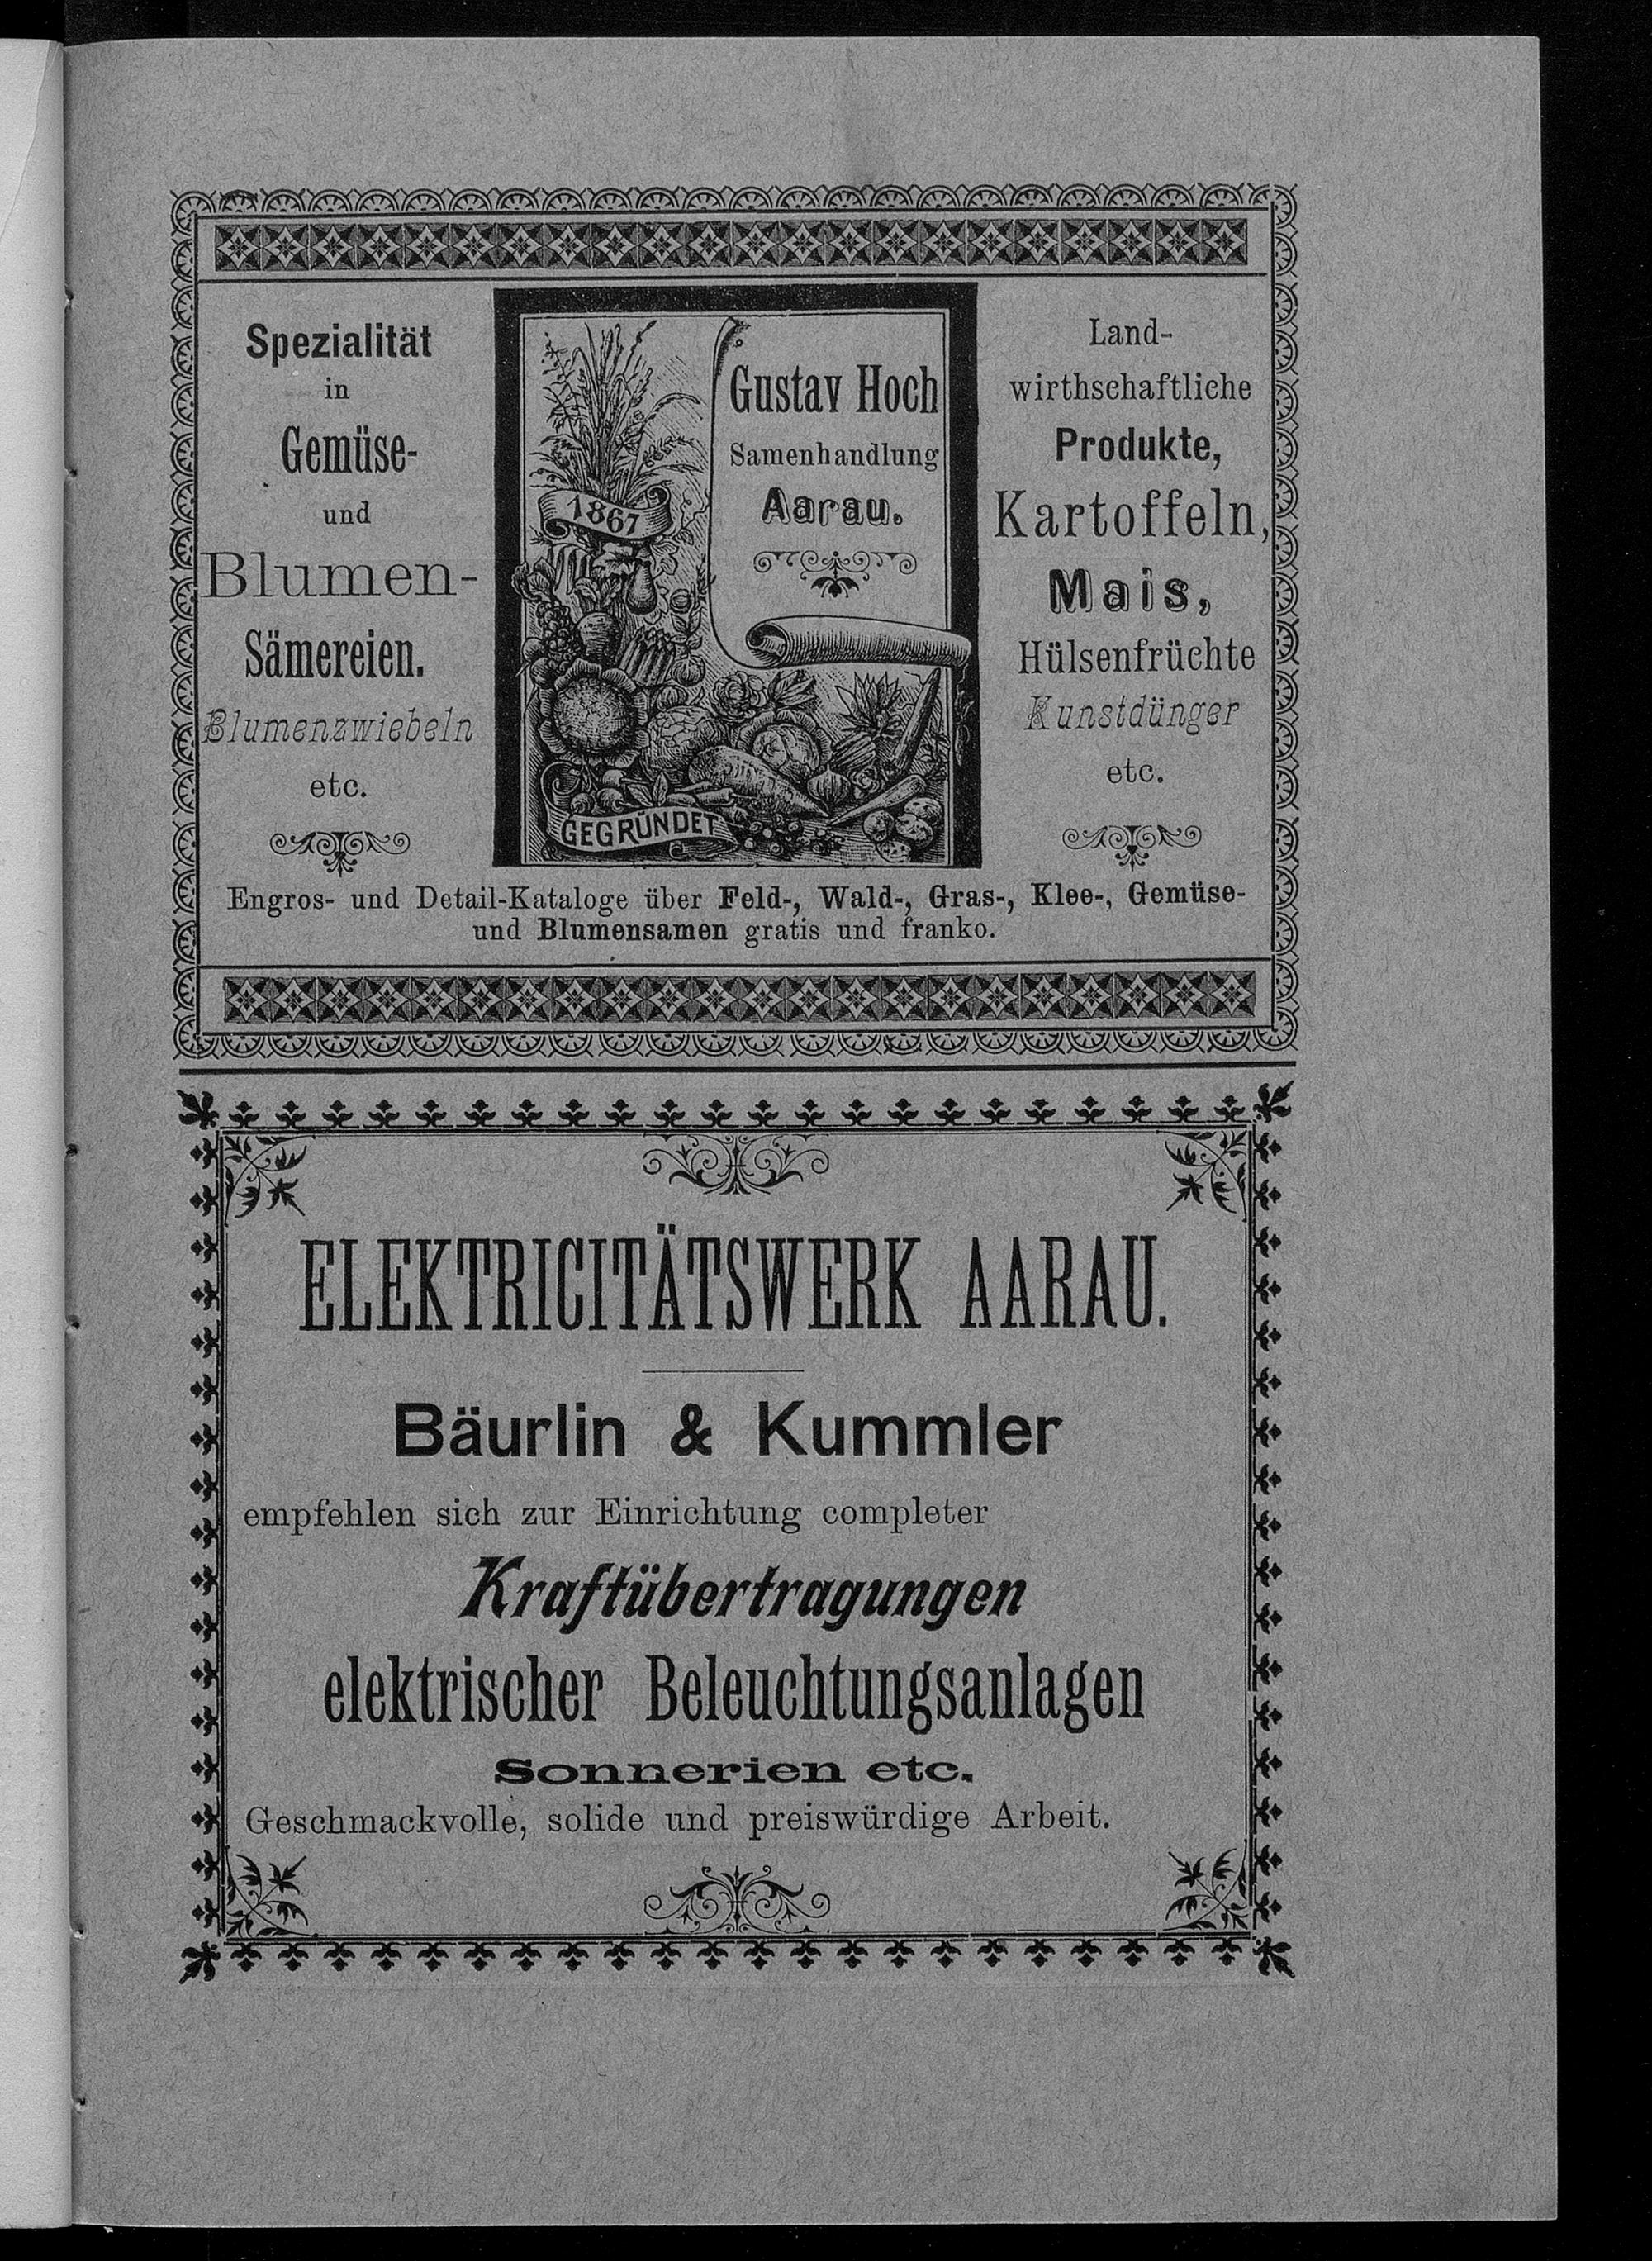 Spezialität
in
Gemüse-
und
Blumen-
Sämereien.
Blumenzwiebeln
etc.
Gustav Hoch
Samenhandlung
Aarau.
1867
GEGRÜNDET
Land-
wirthschaftliche
Produkte,
Kartoffeln,
Mais,
Hülsenfrüchte
Kunstdünger
etc.
Engros- und Detail-Kataloge über Feld-, Wald-, Gras-, Klee-, Gemüse-
und Blumensamen gratis und franko.
ELEKTRICITÄTSWERK AARAU.
Bäurlin & Kummler
empfehlen sich zur Einrichtung completer
Kraftübertragungen
elektrischer Beleuchtungsanlagen
Sonnerien etc.
Geschmackvolle, solide und preiswürdige Arbeit.